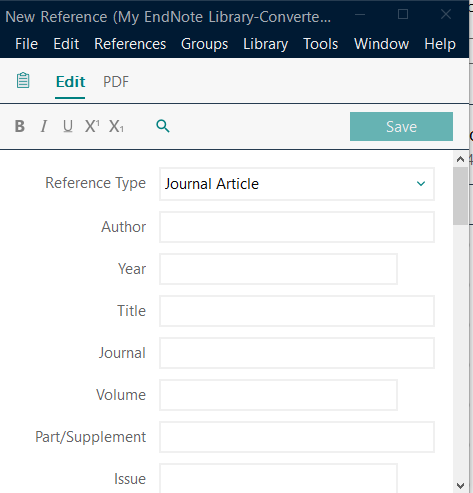 New Reference (My EndNote Library-Converte...
File Edit References Groups Library Tools Window Help
Edit PDF
B I U X¹ X₁ Save
Reference Type Journal Article
Author
Year
Title
Journal
Volume
Part/Supplement
Issue